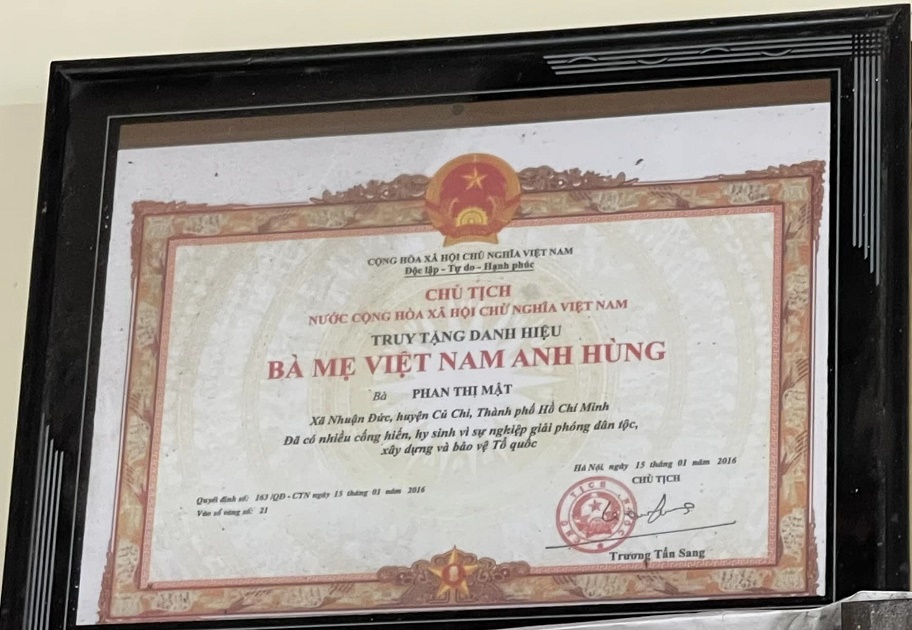 CỘNG HÒA XÃ HỘI CHỦ NGHĨA VIỆT NAM
Độc lập - Tự do - Hạnh phúc
CHỦ TỊCH
NƯỚC CỘNG HÒA XÃ HỘI CHỦ NGHĨA VIỆT NAM
TRUY TẶNG DANH HIỆU
BÀ MẸ VIỆT NAM ANH HÙNG
Bà PHAN THỊ MẬT
Xã Nhuận Đức, huyện Củ Chi, Thành phố Hồ Chí Minh
Đã có nhiều cống hiến, hy sinh vì sự nghiệp giải phóng dân tộc,
xây dựng và bảo vệ Tổ quốc
Hà Nội, ngày 15 tháng 01 năm 2016
CHỦ TỊCH
Quyết định số: 163 /QĐ - CTN ngày 15 tháng 01 năm 2016
Vào sổ vàng số: 21
Trương Tấn Sang